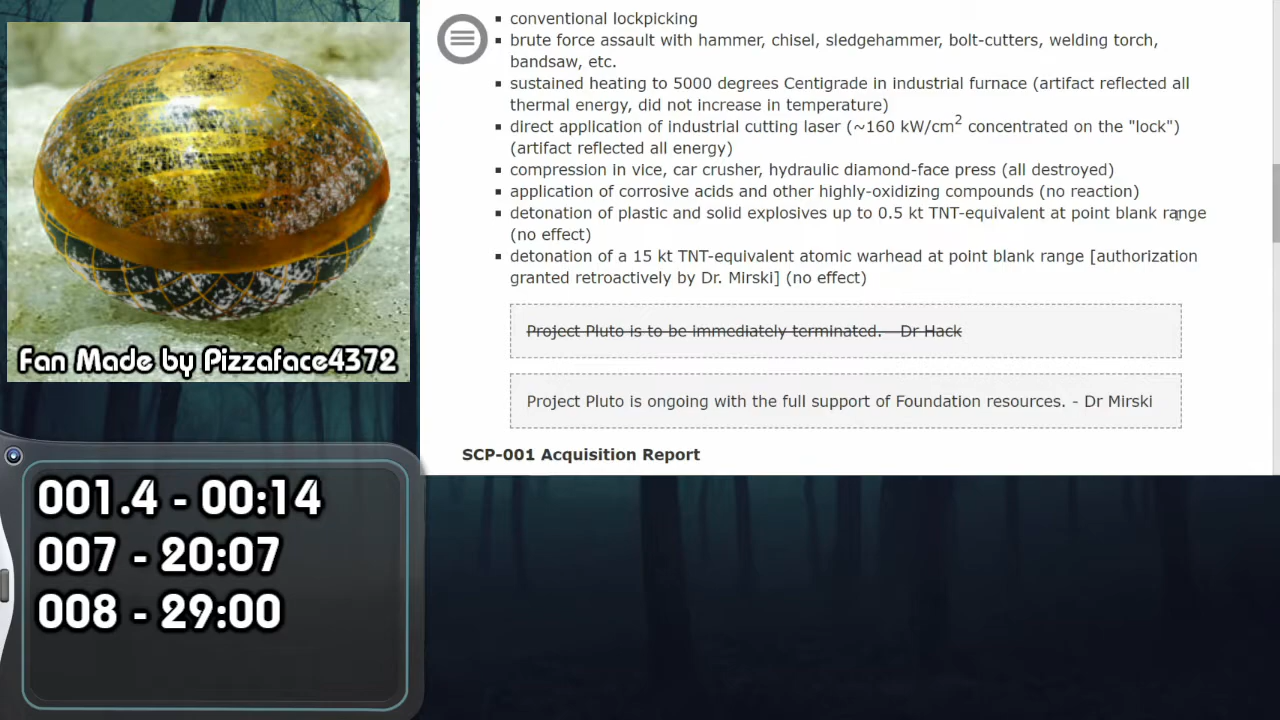 conventional lockpicking
brute force assault with hammer, chisel, sledgehammer, bolt-cutters, welding torch,
bandsaw, etc.
sustained heating to 5000 degrees Centigrade in industrial furnace (artifact reflected all
thermal energy, did not increase in temperature)
direct application of industrial cutting laser (~160 kW/cm2 concentrated on the "lock")
(artifact reflected all energy)
compression in vice, car crusher, hydraulic diamond-face press (all destroyed)
application of corrosive acids and other highly-oxidizing compounds (no reaction)
detonation of plastic and solid explosives up to 0.5 kt TNT-equivalent at point blank range
(no effect)
detonation of a 15 kt TNT-equivalent atomic warhead at point blank range [authorization
granted retroactively by Dr. Mirski] (no effect)
Project Pluto is to be immediately terminated. - Dr Hack
Project Pluto is ongoing with the full support of Foundation resources. - Dr Mirski
SCP-001 Acquisition Report
Fan Made by Pizzaface4372
001.4 - 00:14
007 - 20:07
008 - 29:00